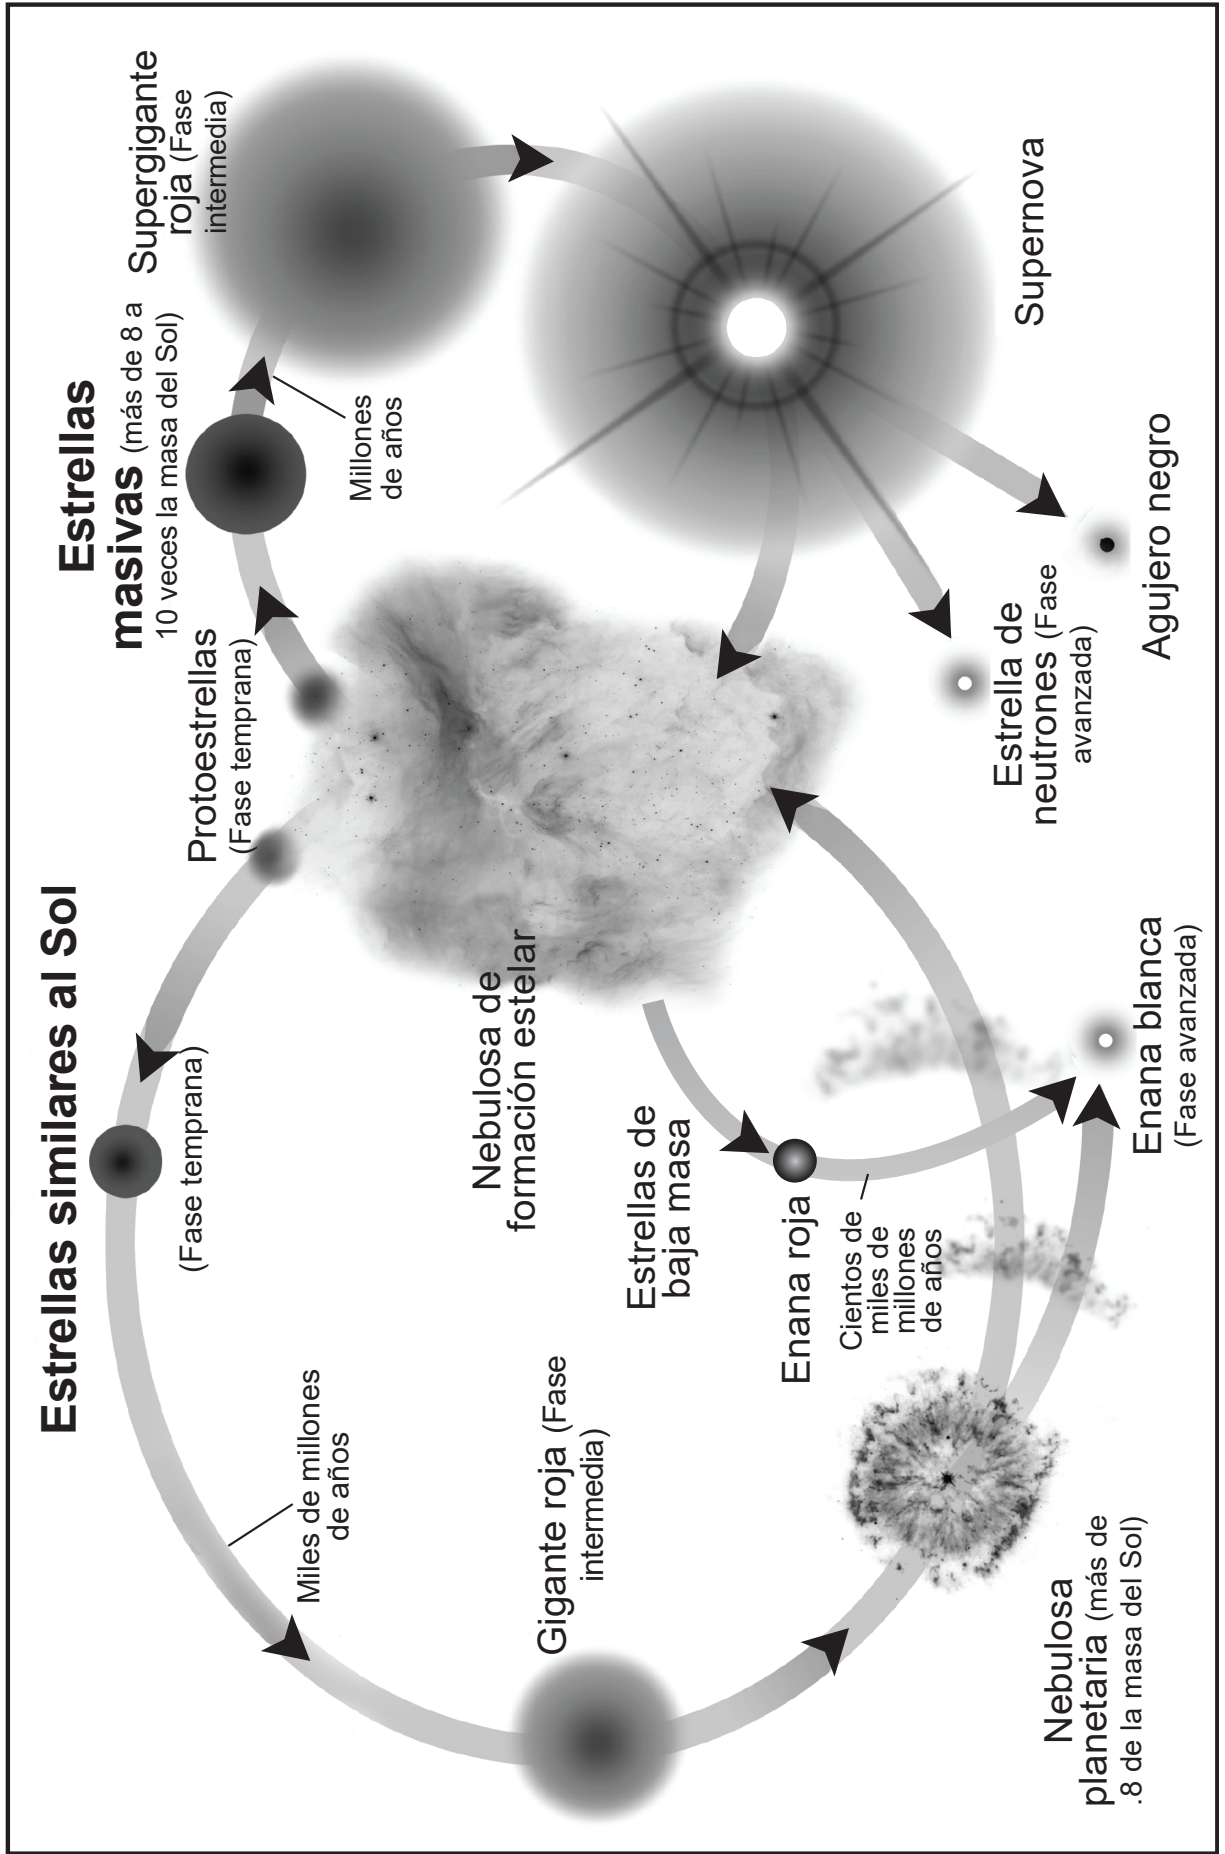 Estrellas similares al Sol
Estrellas
masivas (más de 8 a
10 veces la masa del Sol)
Supergigante
roja (Fase
intermedia)
Protoestrellas
(Fase temprana)
(Fase temprana)
Millones
de años
Miles de millones
de años
Nebulosa de
formación estelar
Gigante roja (Fase
intermedia)
Estrellas de
baja masa
Enana roja
Cientos de
miles de
millones
de años
Supernova
Estrella de
neutrones (Fase
avanzada)
Agujero negro
Enana blanca
(Fase avanzada)
Nebulosa
planetaria (más de
.8 de la masa del Sol)